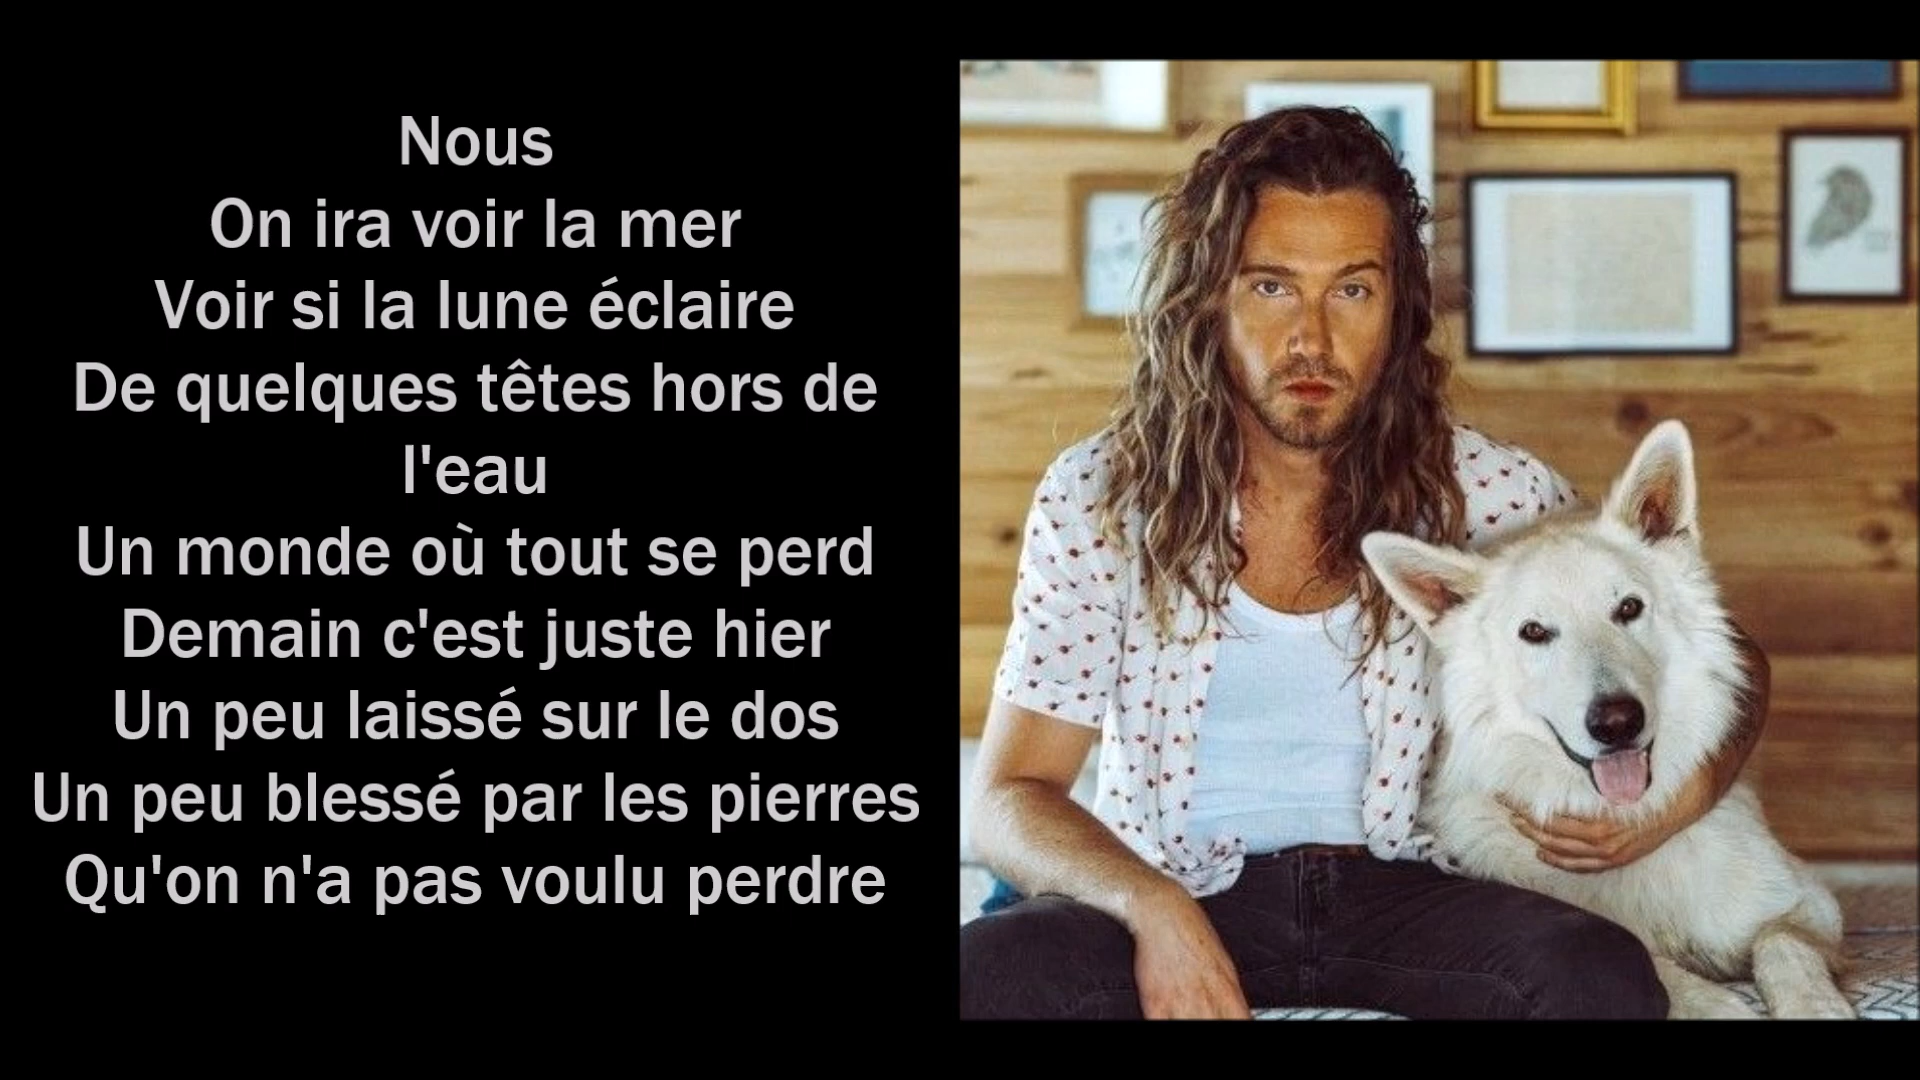 Nous
On ira voir la mer
Voir si la lune éclaire
De quelques têtes hors de
l'eau
Un monde où tout se perd
Demain c'est juste hier
Un peu laissé sur le dos
Un peu blessé par les pierres
Qu'on n'a pas voulu perdre